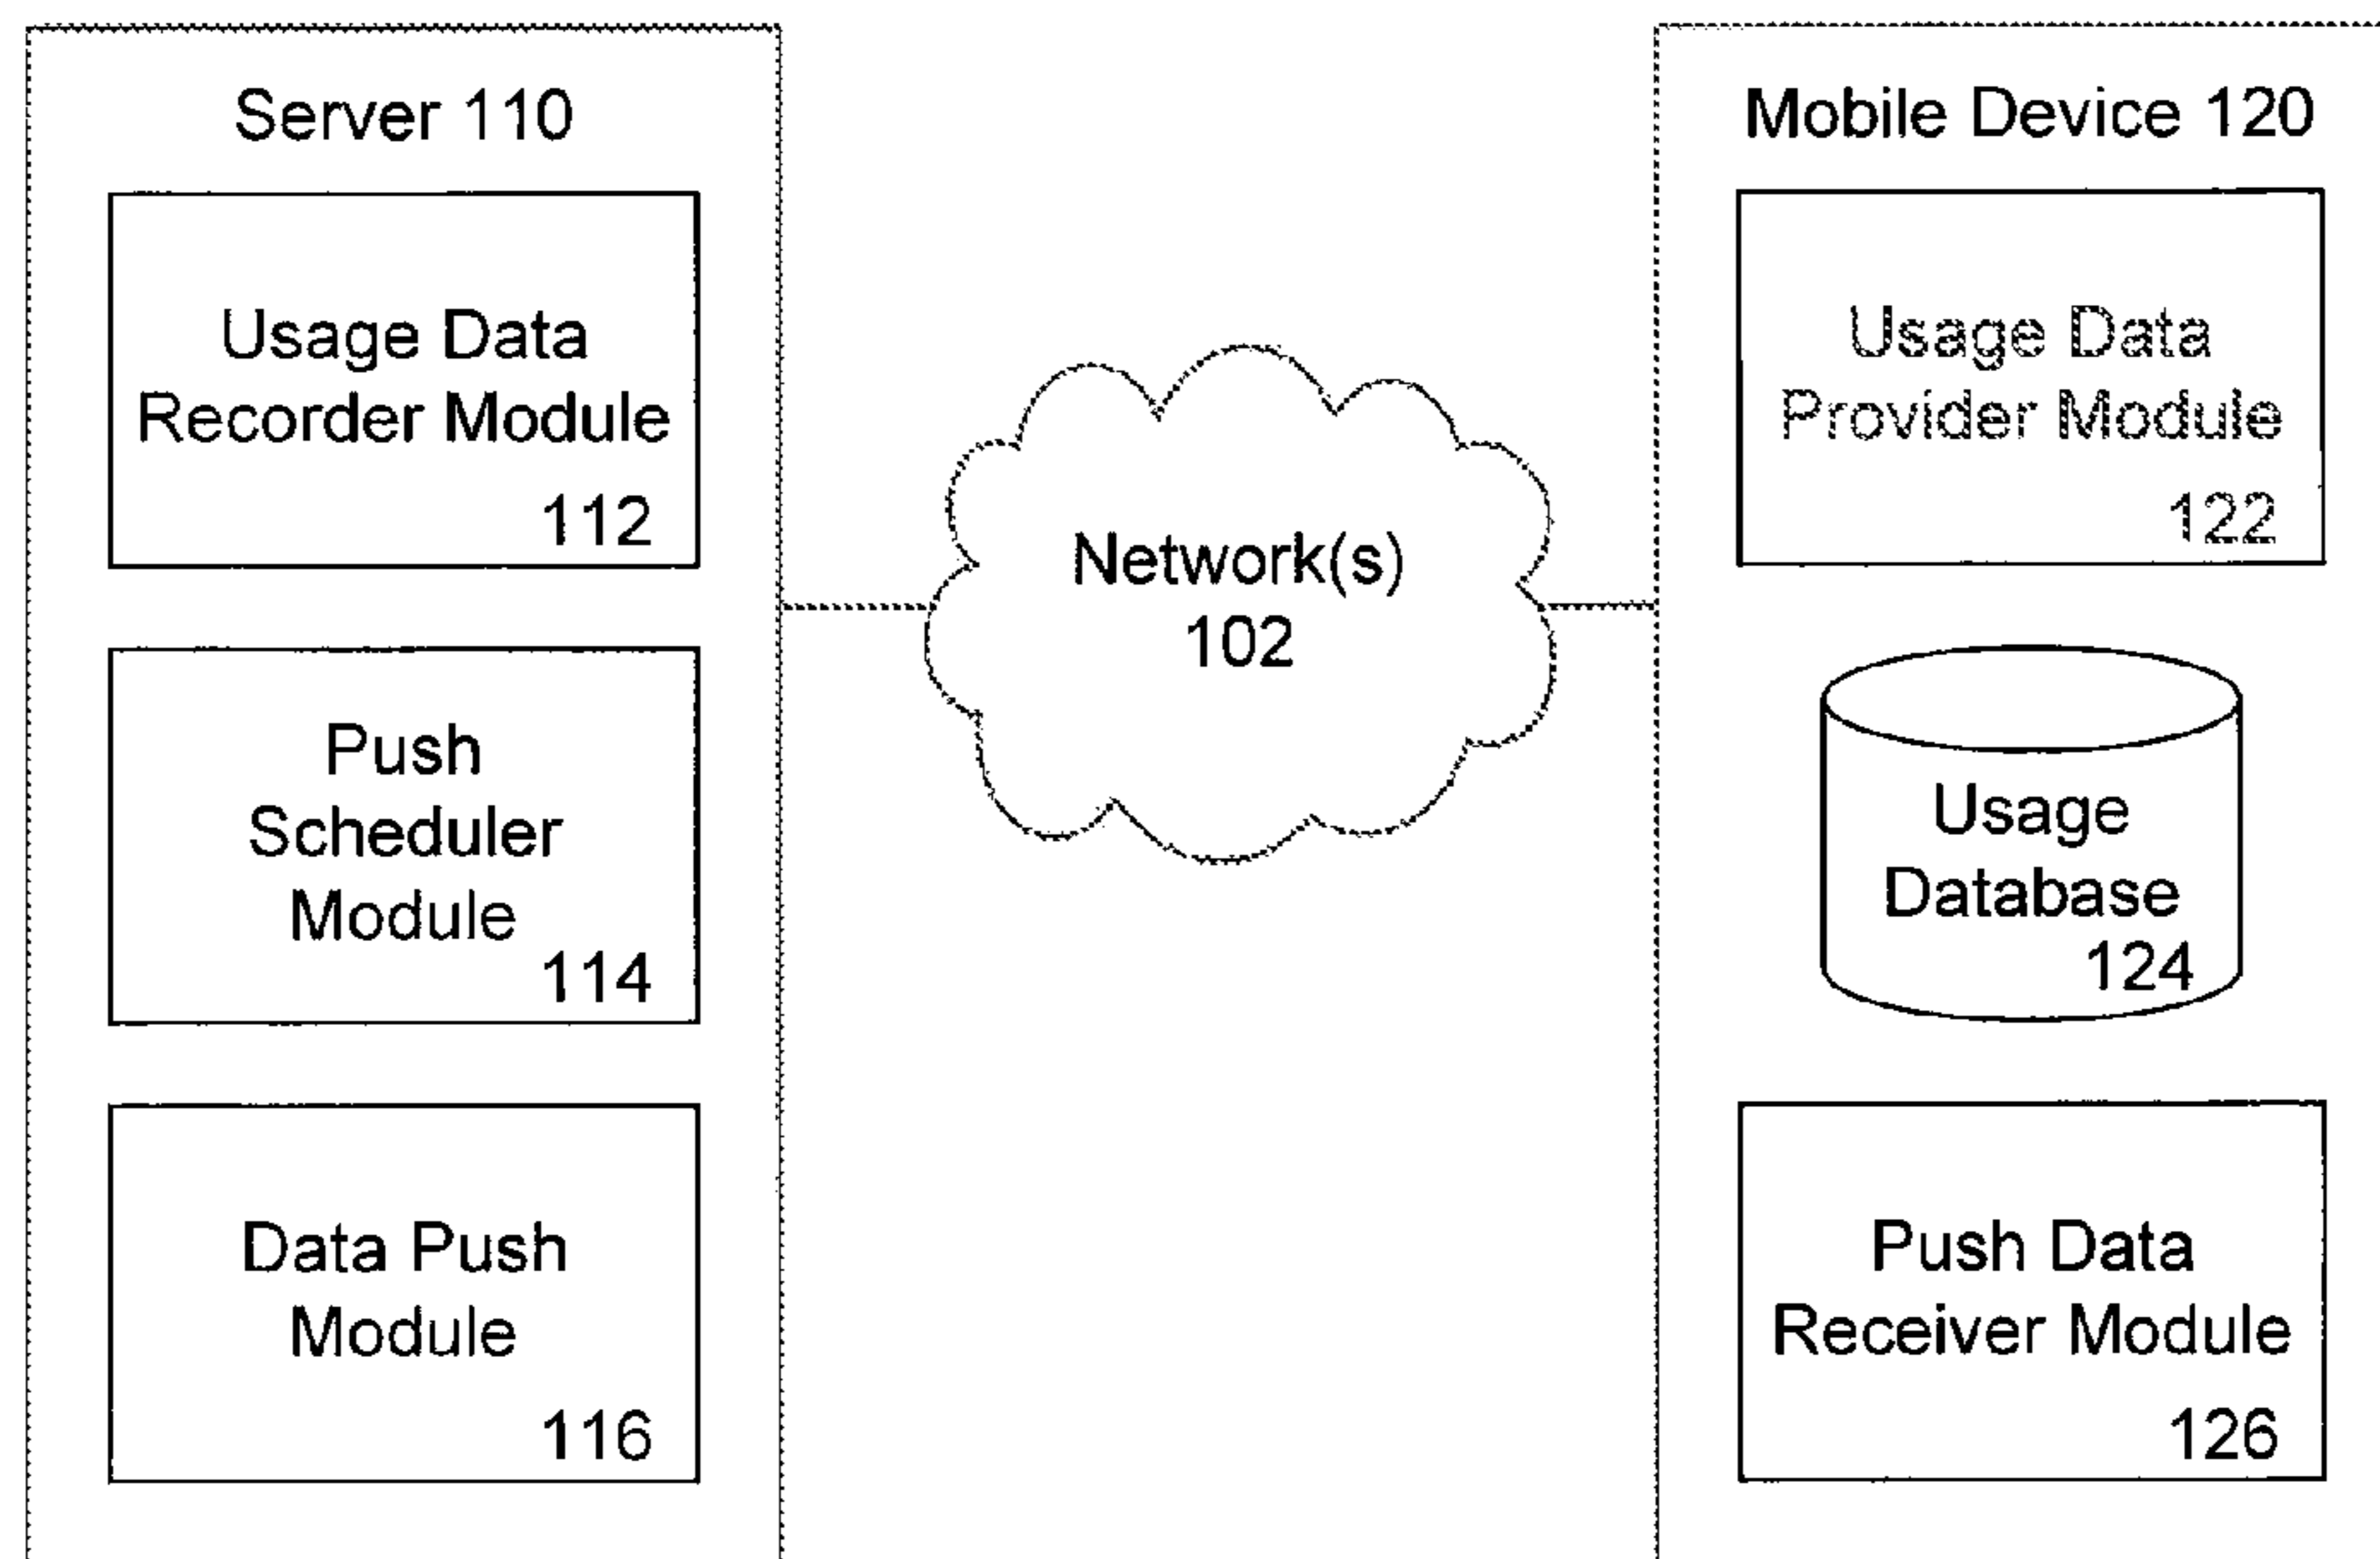 Server 110
Usage Data
Recorder Module
112
Push
Scheduler
Module
114
Data Push
Module
116
Network(s)
102
Mobile Device 120
Usage Data
Provider Module
122
Usage
Database
124
Push Data
Receiver Module
126